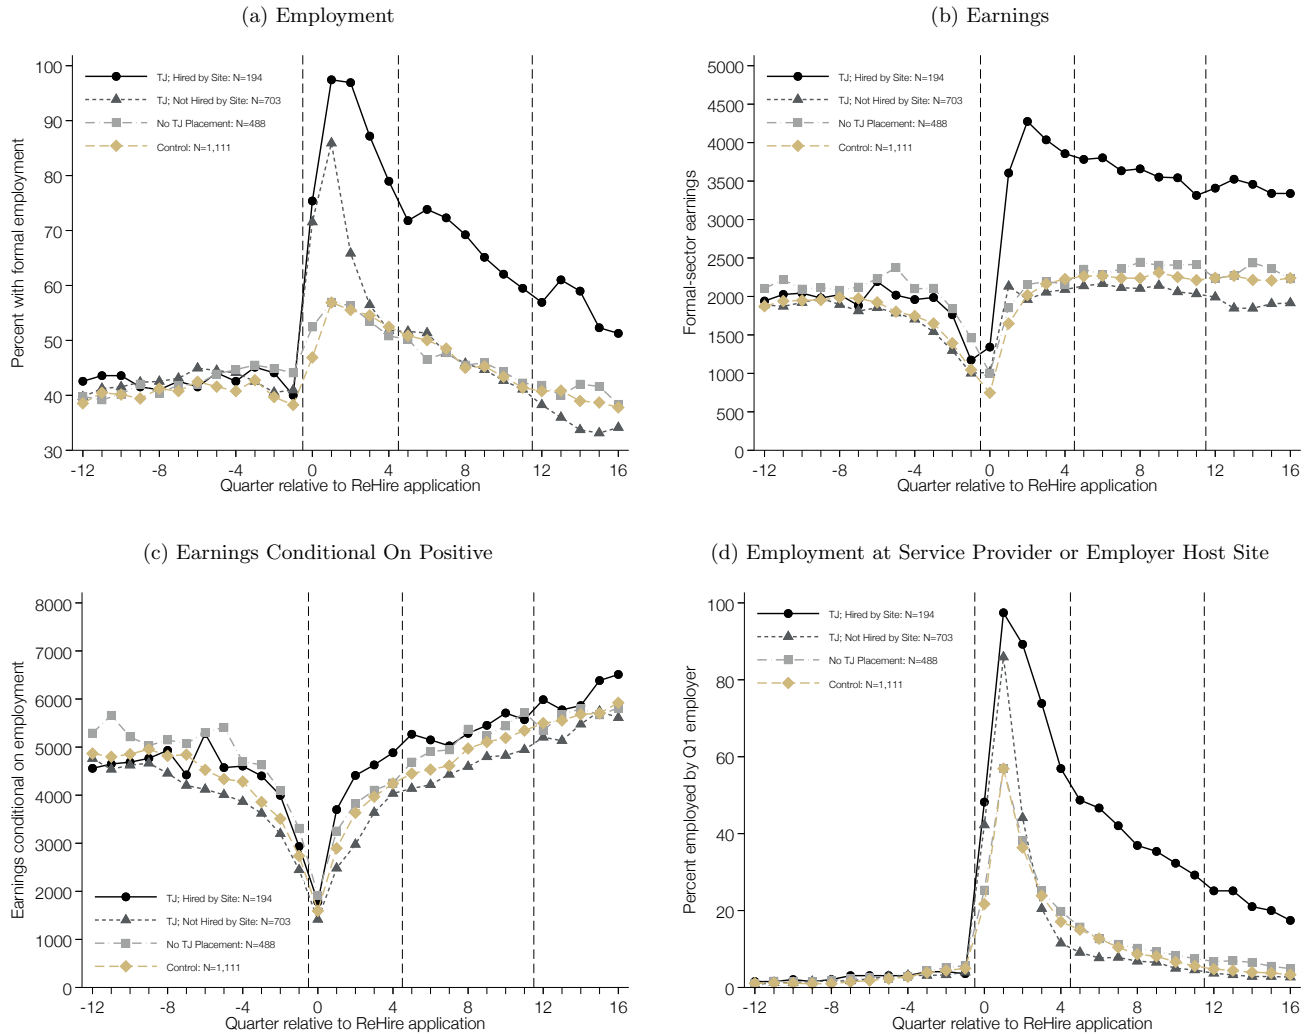 (a) Employment
Percent with formal employment
100
90
80
70
60
50
40
30
TJ; Hired by Site: N=194
TJ; Not Hired by Site: N=703
No TJ Placement: N=488
Control: N=1,111
-12 -8 -4 0 4 8 12 16
Quarter relative to ReHire application
(b) Earnings
Formal-sector earnings
5000
4500
4000
3500
3000
2500
2000
1500
1000
500
0
TJ; Hired by Site: N=194
TJ; Not Hired by Site: N=703
No TJ Placement: N=488
Control: N=1,111
-12 -8 -4 0 4 8 12 16
Quarter relative to ReHire application
(c) Earnings Conditional On Positive
Earnings conditional on employment
8000
7000
6000
5000
4000
3000
2000
1000
0
TJ; Hired by Site: N=194
TJ; Not Hired by Site: N=703
No TJ Placement: N=488
Control: N=1,111
-12 -8 -4 0 4 8 12 16
Quarter relative to ReHire application
(d) Employment at Service Provider or Employer Host Site
Percent employed by Q1 employer
100
80
60
40
20
0
TJ; Hired by Site: N=194
TJ; Not Hired by Site: N=703
No TJ Placement: N=488
Control: N=1,111
-12 -8 -4 0 4 8 12 16
Quarter relative to ReHire application